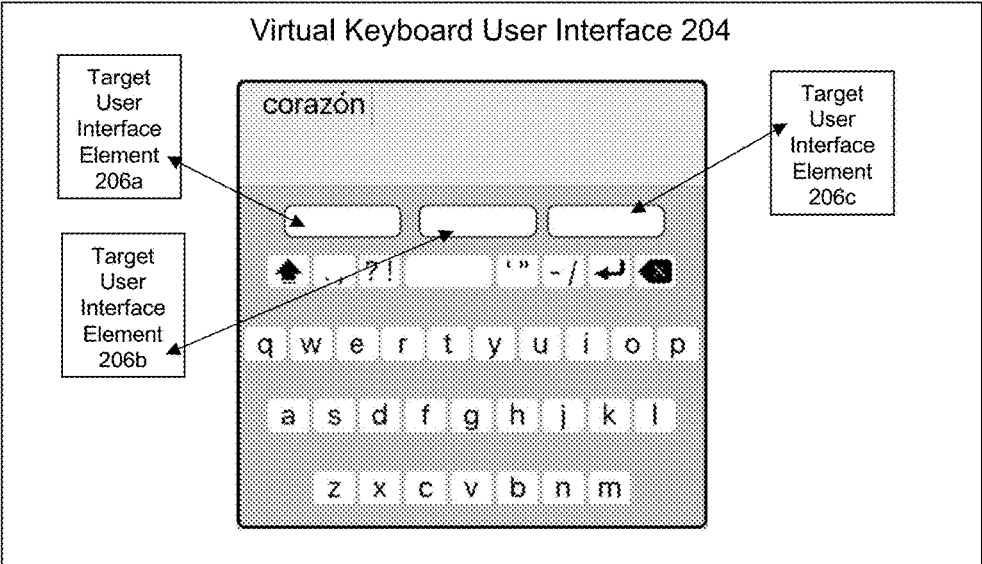 Virtual Keyboard User Interface 204
Target
User
Interface
Element
206a
Target
User
Interface
Element
206b
Target
User
Interface
Element
206c
corazón
. , ? ! ' " - /
q w e r t y u í o p
a s d f g h j k l
z x c v b n m